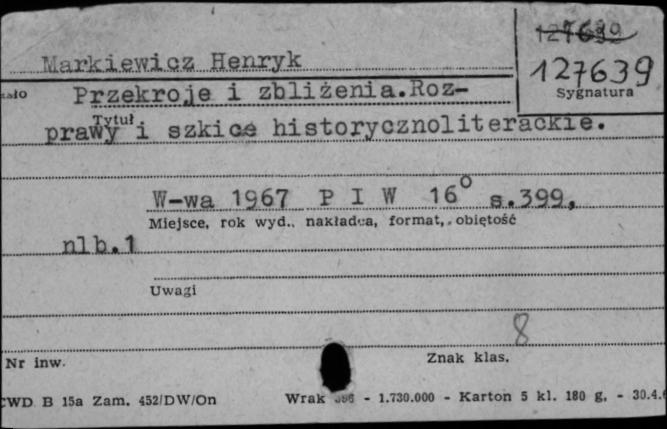 127639
Markiewicz Henryk
127639
Sygnatura
Przekroje i zbliżenia.Roz-
Tytuł
prawy i szkice historycznoliterackie.
W-wa 1967 P I W 16° s.399,
Miejsce, rok wyd., nakładca, format, objętość
nlb.1
Uwagi
8
Nr inw.
Znak klas.
CWD B 15a Zam. 452/DW/On Wrak - 1.730.000 - Karton 5 kl. 180 g. - 30.4.